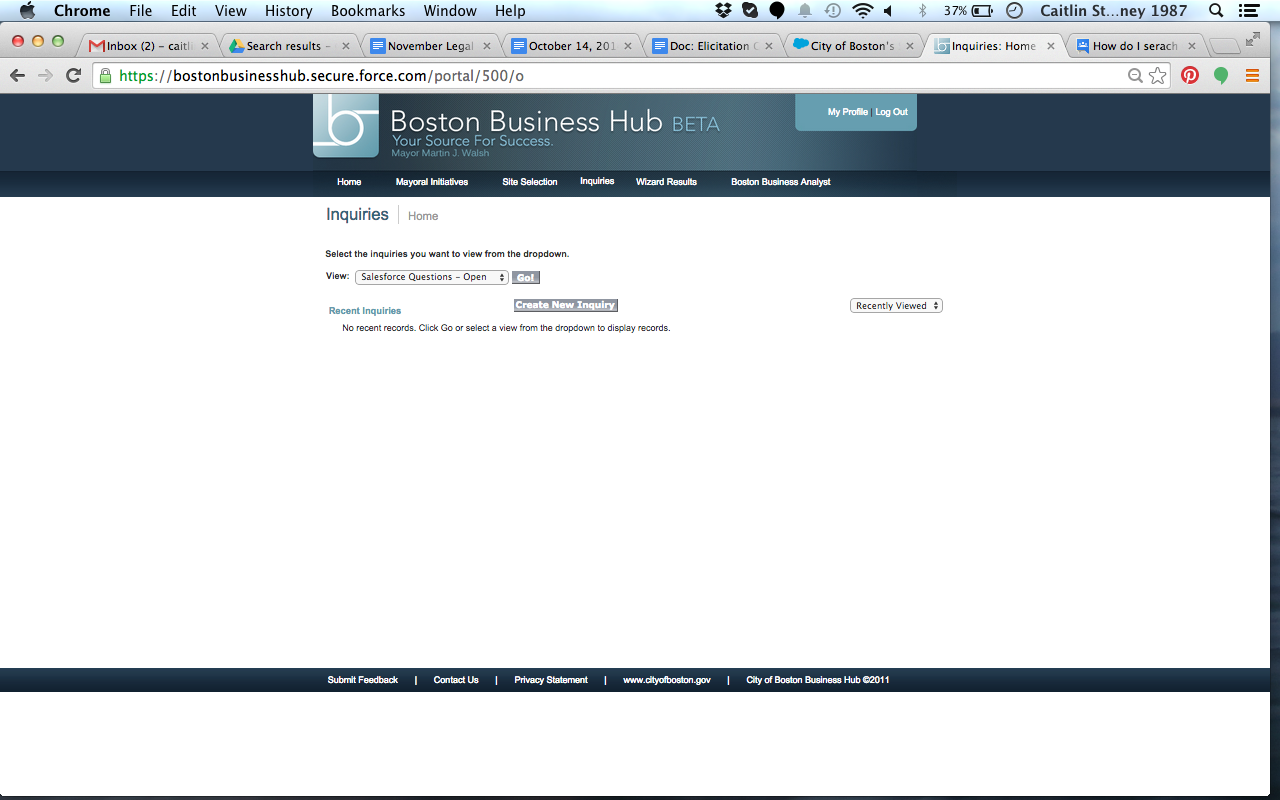 Chrome File Edit View History Bookmarks Window Help 37% Caitlin St...ney 1987
Inbox (2) – caitli Search results – November Legal October 14, 201 Doc: Elicitation City of Boston's Inquiries: Home How do I serach
https://bostonbusinesshub.secure.force.com/portal/500/o
Boston Business Hub BETA
Your Source For Success.
Mayor Martin J. Walsh
My Profile | Log Out
Home Mayoral Initiatives Site Selection Inquiries Wizard Results Boston Business Analyst
Inquiries Home
Select the inquiries you want to view from the dropdown.
View: Salesforce Questions – Open Go!
Recent Inquiries Create New Inquiry Recently Viewed
No recent records. Click Go or select a view from the dropdown to display records.
Submit Feedback | Contact Us | Privacy Statement | www.cityofboston.gov | City of Boston Business Hub ©2011